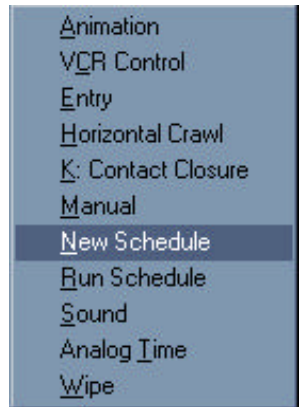 Animation
VCR Control
Entry
Horizontal Crawl
K: Contact Closure
Manual
New Schedule
Run Schedule
Sound
Analog Time
Wipe